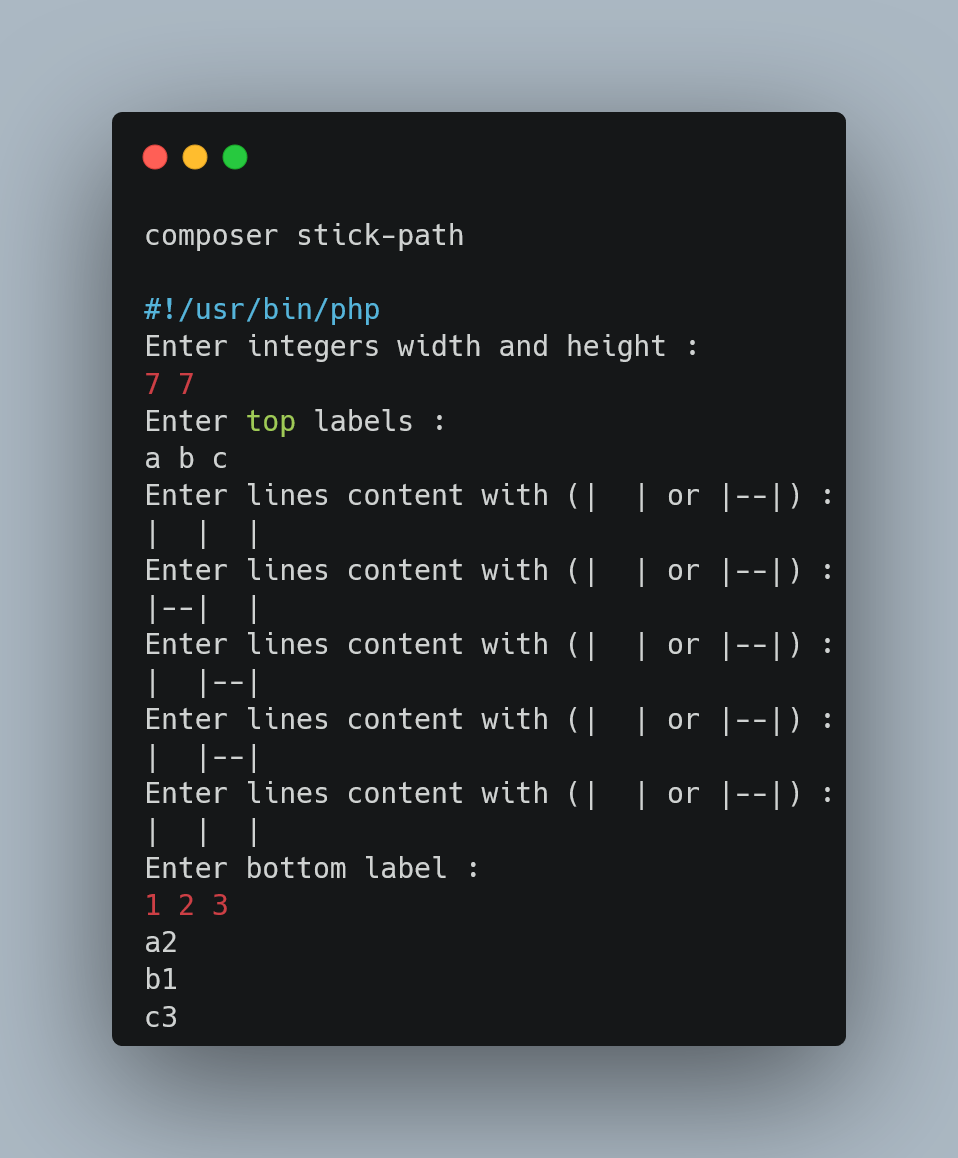 composer stick-path
#!/usr/bin/php
Enter integers width and height :
7 7
Enter top labels :
a b c
Enter lines content with (|  | or |--|) :
|  |  |
Enter lines content with (|  | or |--|) :
|--|  |
Enter lines content with (|  | or |--|) :
|  |--|
Enter lines content with (|  | or |--|) :
|  |--|
Enter lines content with (|  | or |--|) :
|  |  |
Enter bottom label :
1 2 3
a2
b1
c3